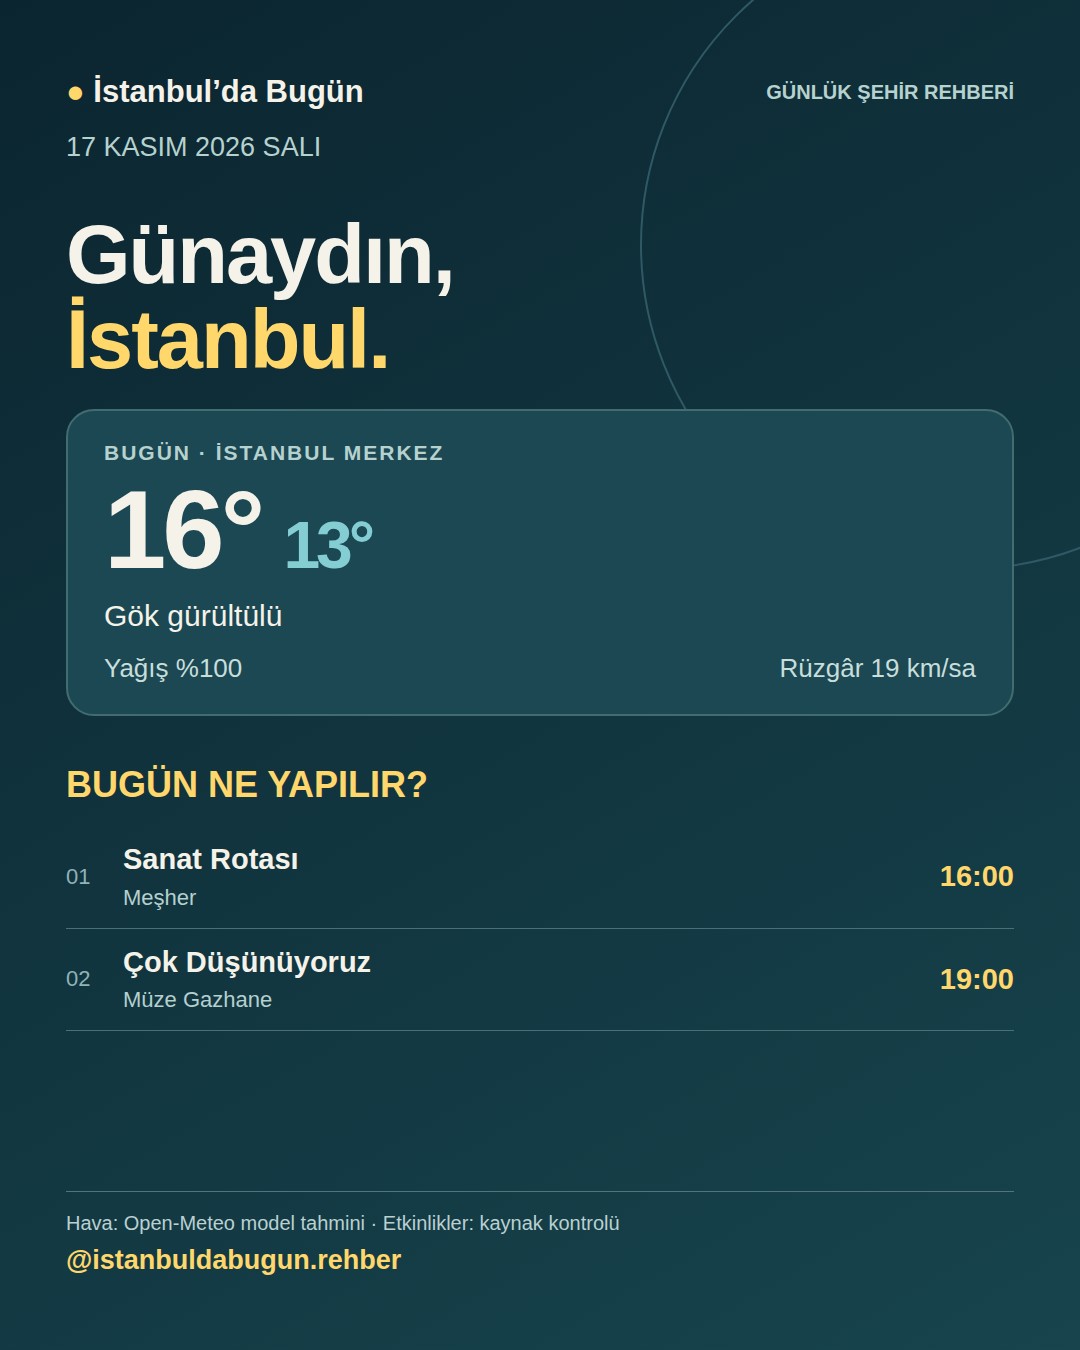 ● İstanbul’da Bugün
GÜNLÜK ŞEHİR REHBERİ
17 KASIM 2026 SALI
Günaydın,
İstanbul.
BUGÜN · İSTANBUL MERKEZ
16° 13°
Gök gürültülü
Yağış %100
Rüzgâr 19 km/sa
BUGÜN NE YAPILIR?
01
Sanat Rotası
Meşher
16:00
02
Çok Düşünüyoruz
Müze Gazhane
19:00
Hava: Open-Meteo model tahmini · Etkinlikler: kaynak kontrolü
@istanbuldabugun.rehber